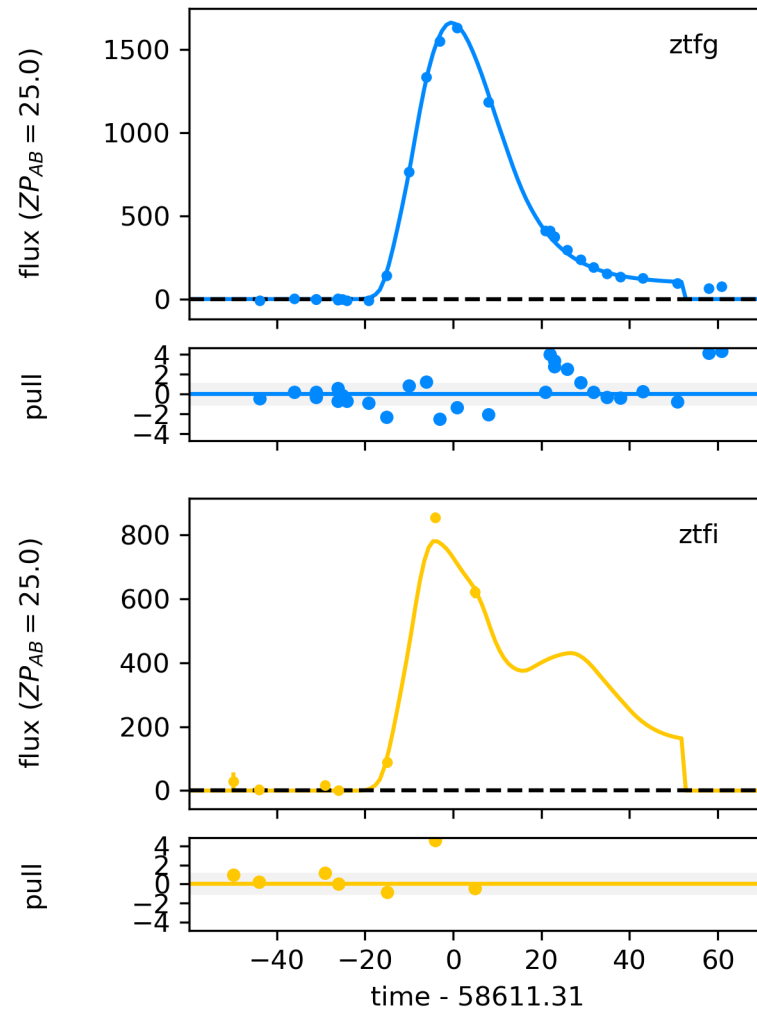 ztfg
flux (ZP_AB = 25.0)
1500
1000
500
0
pull
4
2
0
−2
−4
ztfi
flux (ZP_AB = 25.0)
800
600
400
200
0
pull
4
2
0
−2
−4
−40 −20 0 20 40 60
time - 58611.31